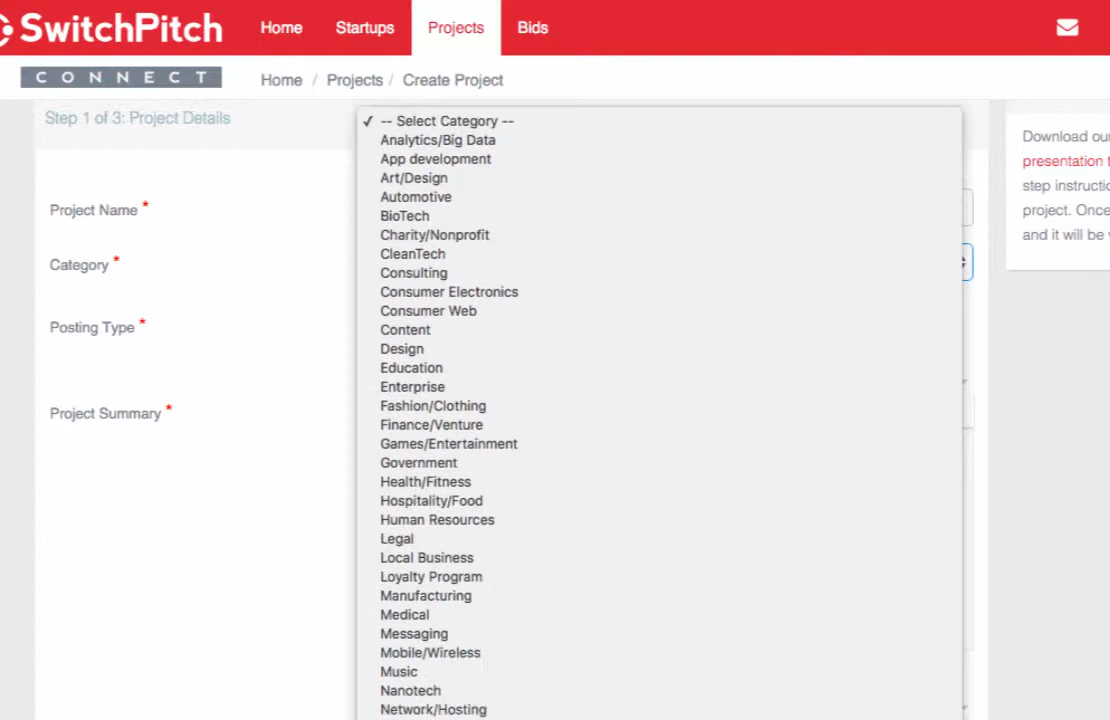 SwitchPitch
Home Startups Projects Bids
CONNECT
Home / Projects / Create Project
Step 1 of 3: Project Details
Project Name *
Category *
Posting Type *
Project Summary *
✓ -- Select Category --
Analytics/Big Data
App development
Art/Design
Automotive
BioTech
Charity/Nonprofit
CleanTech
Consulting
Consumer Electronics
Consumer Web
Content
Design
Education
Enterprise
Fashion/Clothing
Finance/Venture
Games/Entertainment
Government
Health/Fitness
Hospitality/Food
Human Resources
Legal
Local Business
Loyalty Program
Manufacturing
Medical
Messaging
Mobile/Wireless
Music
Nanotech
Network/Hosting
Download our
presentation
step
project. Once
and it will be